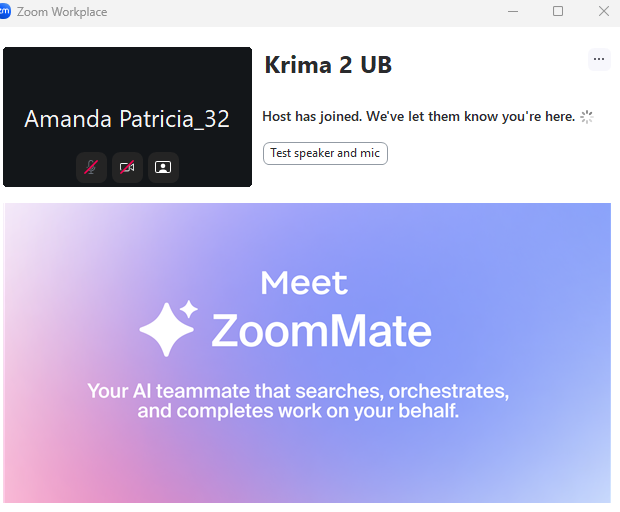 Zoom Workplace
Krima 2 UB
Amanda Patricia_32
Host has joined. We've let them know you're here.
Test speaker and mic
Meet
ZoomMate
Your AI teammate that searches, orchestrates,
and completes work on your behalf.